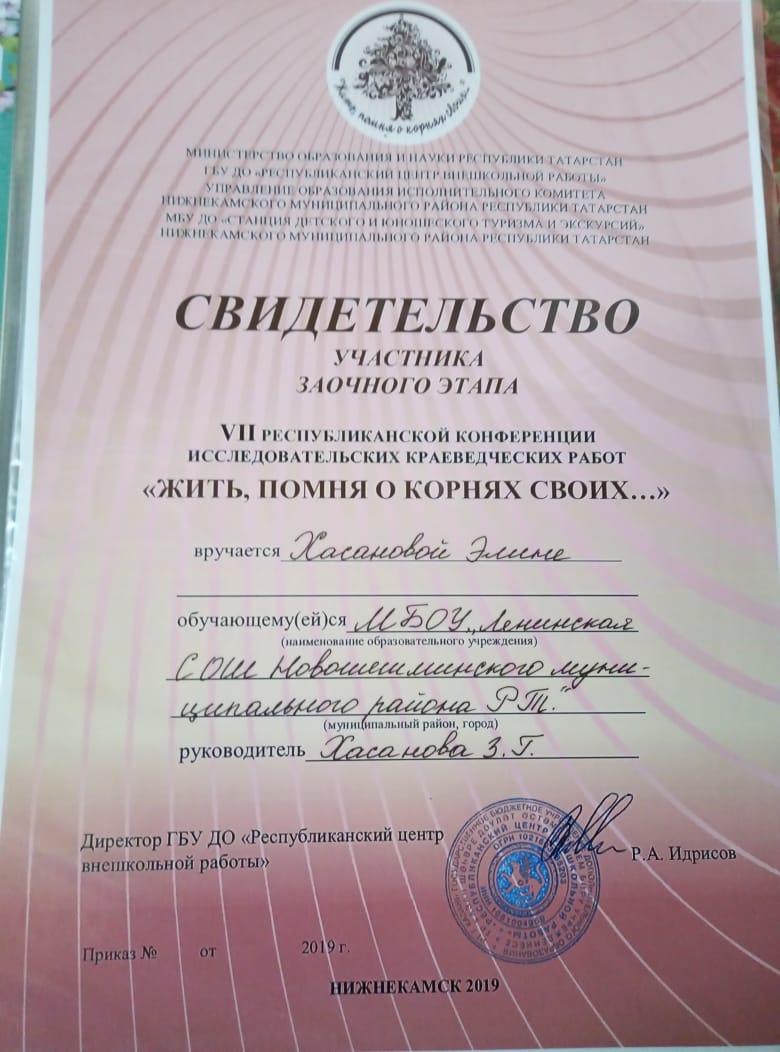 "Жить, помня о корнях своих..."
МИНИСТЕРСТВО ОБРАЗОВАНИЯ И НАУКИ РЕСПУБЛИКИ ТАТАРСТАН
ГБУ ДО «РЕСПУБЛИКАНСКИЙ ЦЕНТР ВНЕШКОЛЬНОЙ РАБОТЫ»
УПРАВЛЕНИЕ ОБРАЗОВАНИЯ ИСПОЛНИТЕЛЬНОГО КОМИТЕТА
НИЖНЕКАМСКОГО МУНИЦИПАЛЬНОГО РАЙОНА РЕСПУБЛИКИ ТАТАРСТАН
МБУ ДО «СТАНЦИЯ ДЕТСКОГО И ЮНОШЕСКОГО ТУРИЗМА И ЭКСКУРСИЙ»
НИЖНЕКАМСКОГО МУНИЦИПАЛЬНОГО РАЙОНА РЕСПУБЛИКИ ТАТАРСТАН
СВИДЕТЕЛЬСТВО
УЧАСТНИКА
ЗАОЧНОГО ЭТАПА
VII РЕСПУБЛИКАНСКОЙ КОНФЕРЕНЦИИ
ИССЛЕДОВАТЕЛЬСКИХ КРАЕВЕДЧЕСКИХ РАБОТ
«ЖИТЬ, ПОМНЯ О КОРНЯХ СВОИХ...»
вручается Хасановой Элине
обучающему(ей)ся МБОУ „Ленинская
(наименование образовательного учреждения)
СОШ Новошешминского муни-
ципального района РТ."
(муниципальный район, город)
руководитель Хасанова З.Г.
Директор ГБУ ДО «Республиканский центр
внешкольной работы»
Р.А. Идрисов
РЕСПУБЛИКАНСКИЙ ЦЕНТР ВНЕШКОЛЬНОЙ РАБОТЫ
Приказ № от 2019 г.
НИЖНЕКАМСК 2019